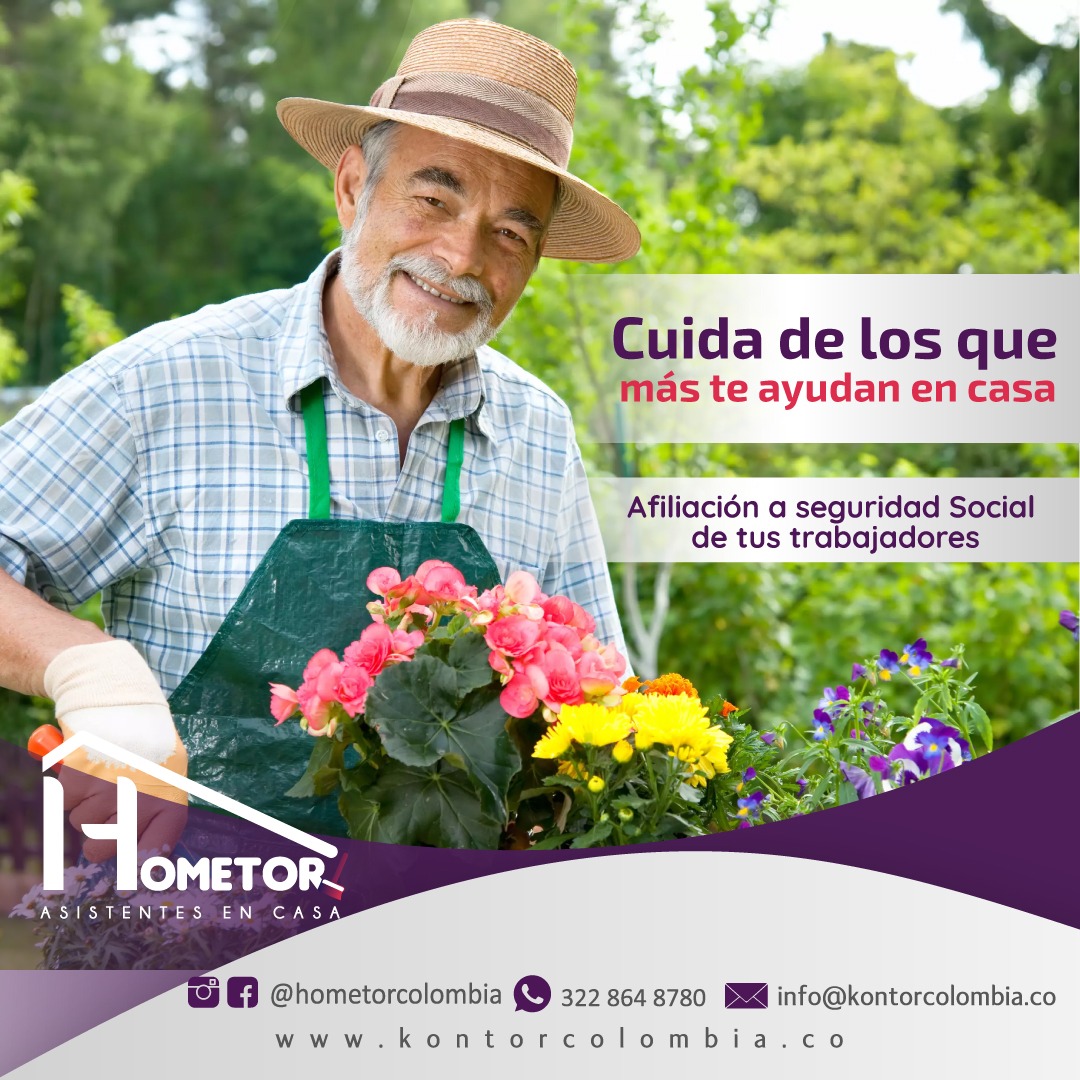 Cuida de los que
más te ayudan en casa
Afiliación a seguridad Social
de tus trabajadores
HOMETOR
ASISTENTES EN CASA
@hometorcolombia 322 864 8780 info@kontorcolombia.co
www.kontorcolombia.co